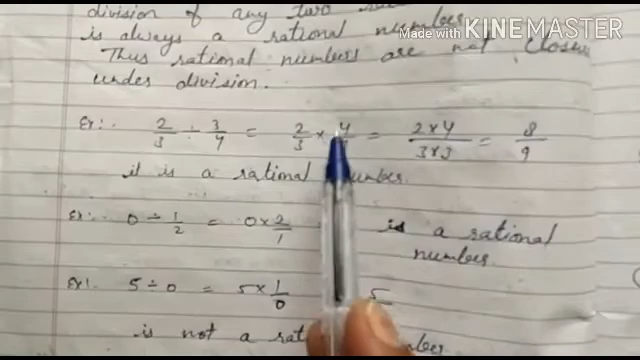 division of any two
is always a rational number.
Made with KINEMASTER
Thus rational numbers are not closed
under division.
Ex:. 2/3 ÷ 3/4 = 2/3 × 4 = 2×4/3×3 = 8/9
it is a rational number.
Ex:. 0 ÷ 1/2 = 0 × 2/1 is a rational
number.
Ex:. 5 ÷ 0 = 5 × 1/0 5
is not a